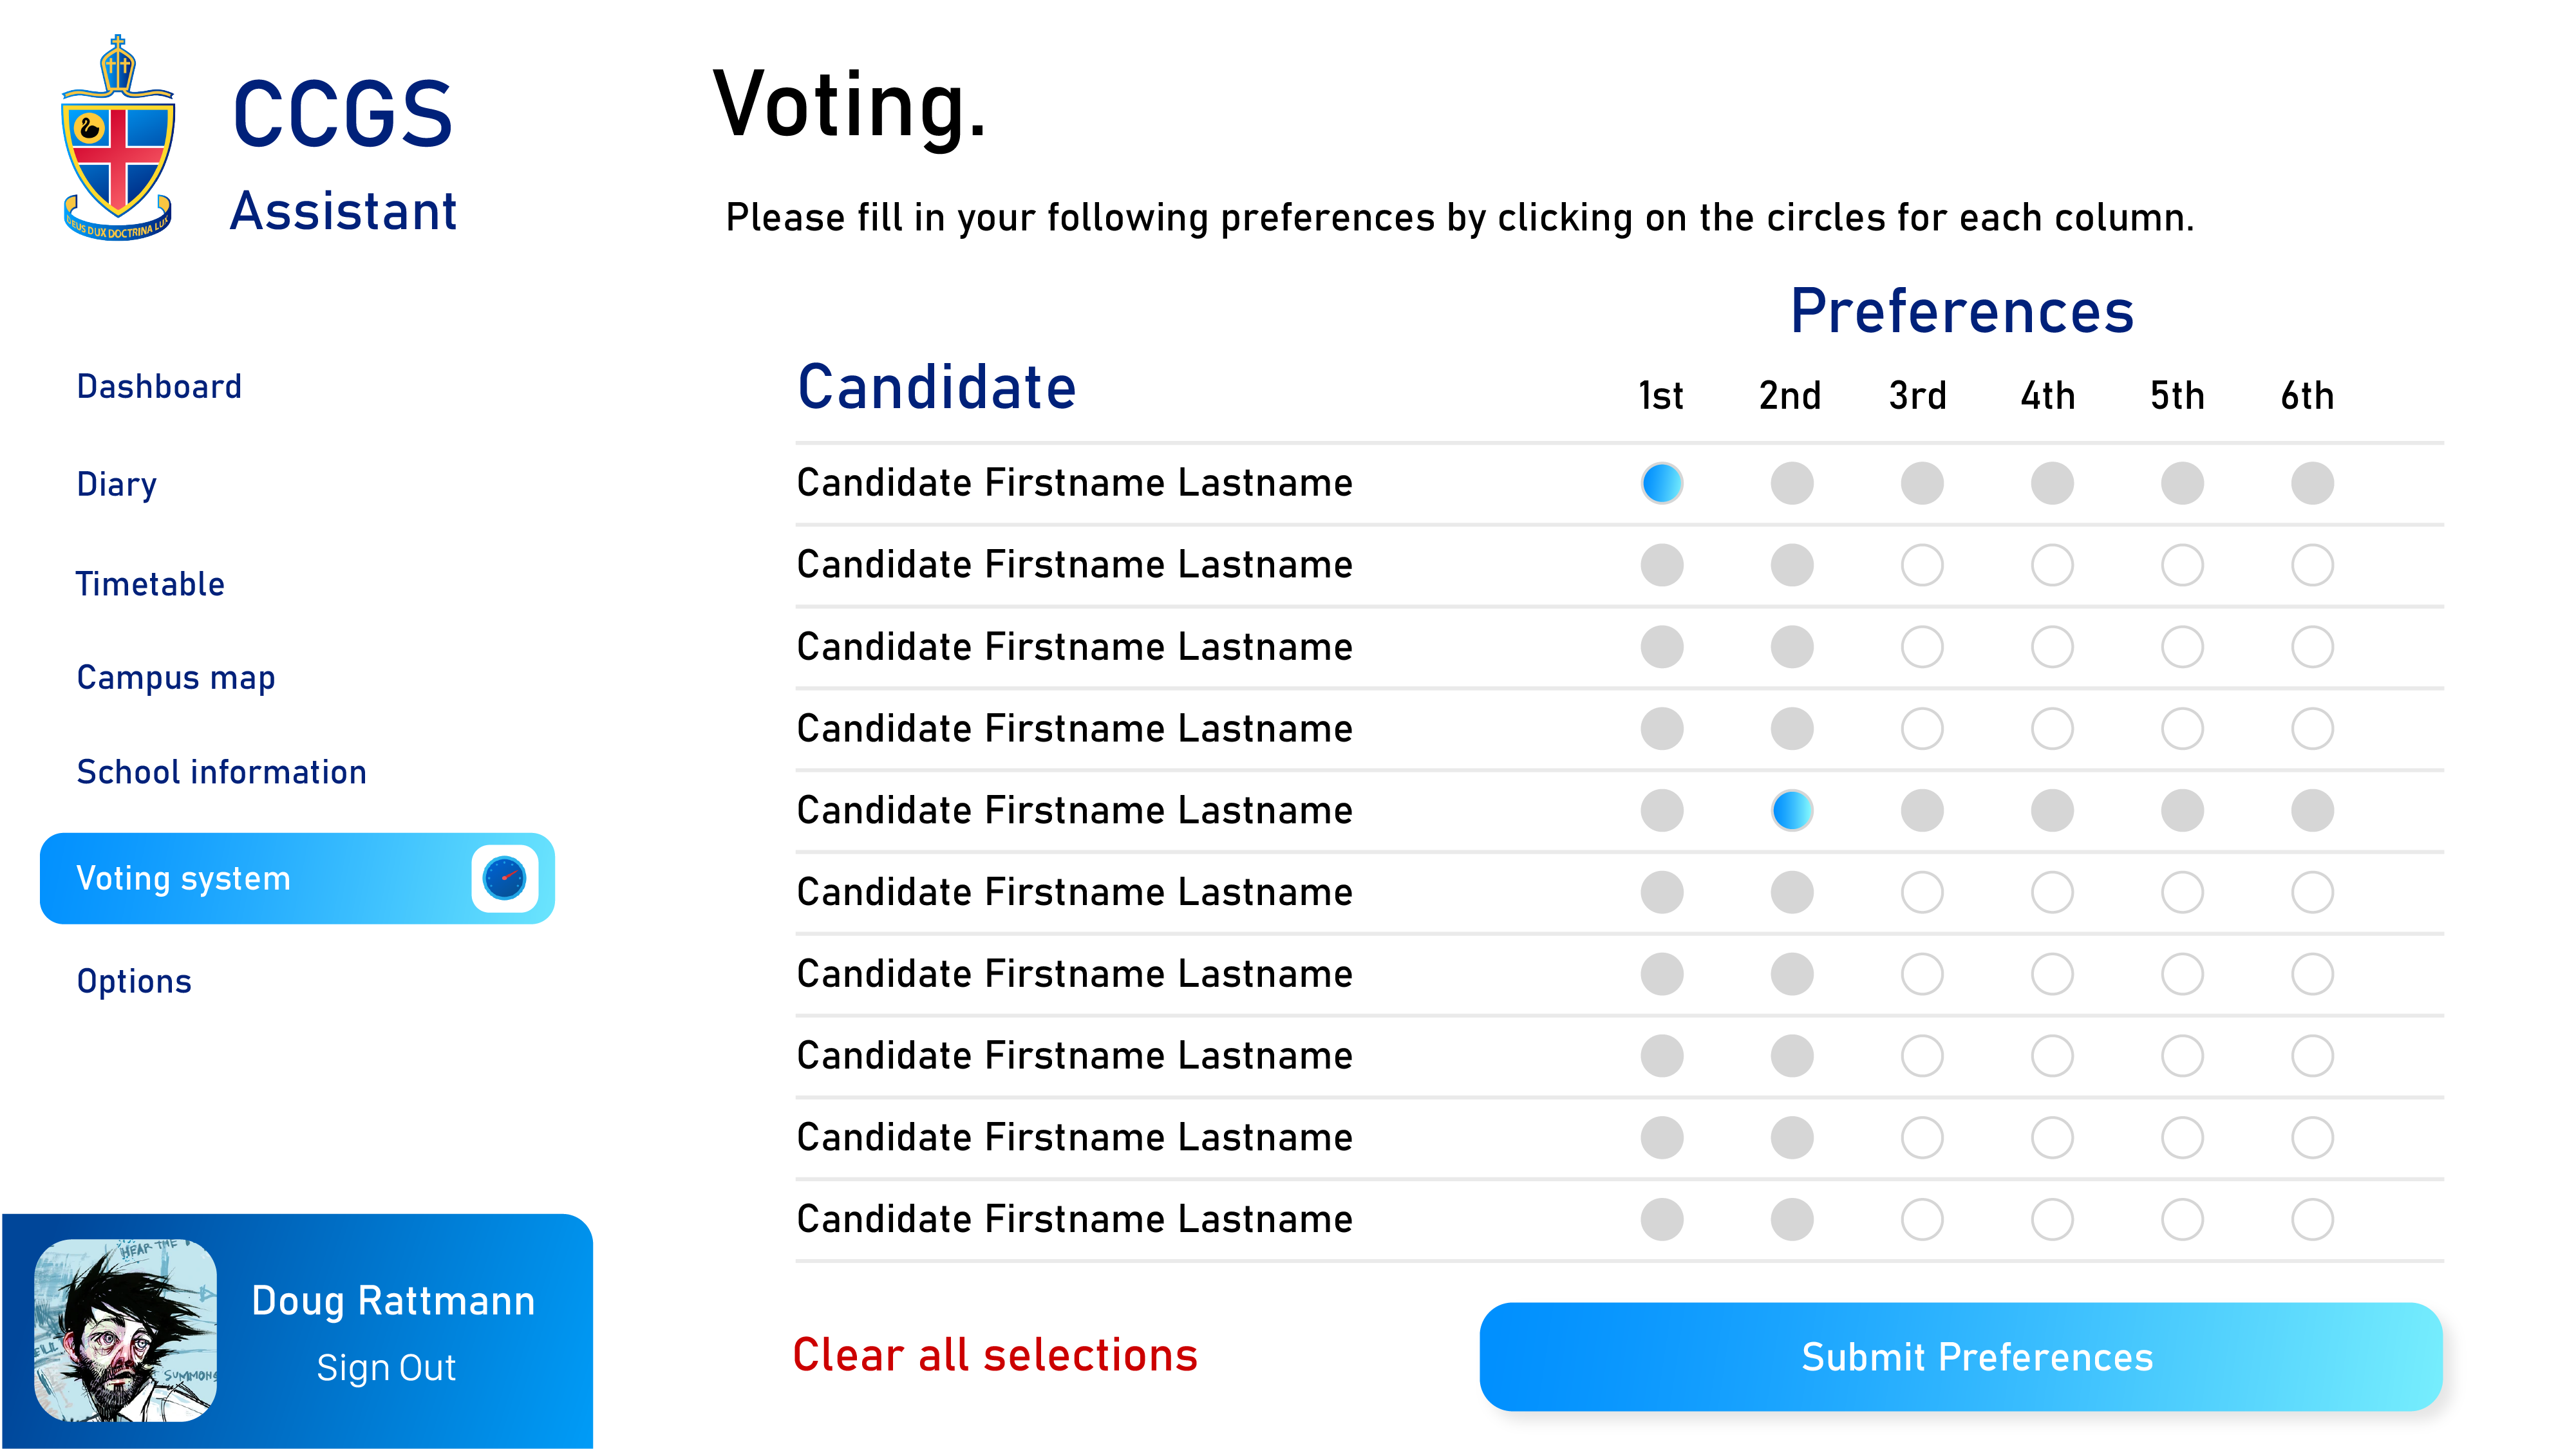 CCGS
Assistant
DEUS DUX DOCTRINA LUX
Dashboard
Diary
Timetable
Campus map
School information
Voting system
Options
HEAR THE
SUMMONS
Doug Rattmann
Sign Out
Voting.
Please fill in your following preferences by clicking on the circles for each column.
Preferences
Candidate 1st 2nd 3rd 4th 5th 6th
Candidate Firstname Lastname
Candidate Firstname Lastname
Candidate Firstname Lastname
Candidate Firstname Lastname
Candidate Firstname Lastname
Candidate Firstname Lastname
Candidate Firstname Lastname
Candidate Firstname Lastname
Candidate Firstname Lastname
Candidate Firstname Lastname
Clear all selections
Submit Preferences